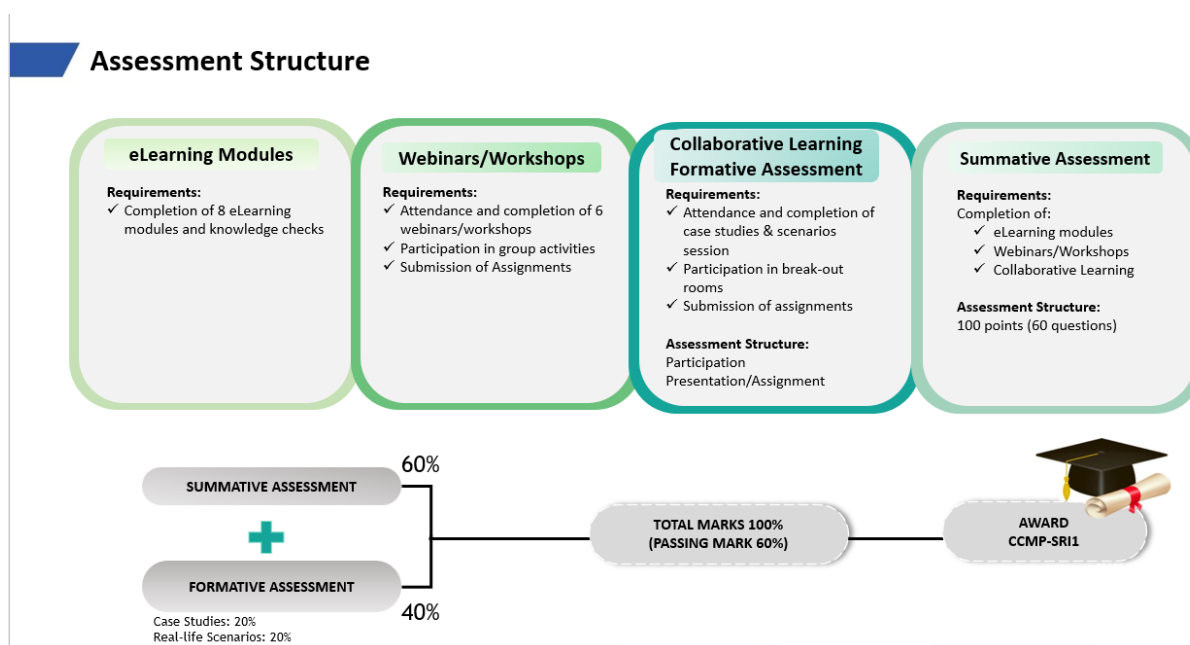 Assessment Structure
eLearning Modules
Requirements:
✓ Completion of 8 eLearning
modules and knowledge checks
Webinars/Workshops
Requirements:
✓ Attendance and completion of 6
webinars/workshops
✓ Participation in group activities
✓ Submission of Assignments
Collaborative Learning
Formative Assessment
Requirements:
✓ Attendance and completion of
case studies & scenarios
session
✓ Participation in break-out
rooms
✓ Submission of assignments
Assessment Structure:
Participation
Presentation/Assignment
Summative Assessment
Requirements:
Completion of:
✓ eLearning modules
✓ Webinars/Workshops
✓ Collaborative Learning
Assessment Structure:
100 points (60 questions)
SUMMATIVE ASSESSMENT
60%
FORMATIVE ASSESSMENT
40%
Case Studies: 20%
Real-life Scenarios: 20%
TOTAL MARKS 100%
(PASSING MARK 60%)
AWARD
CCMP-SRI1